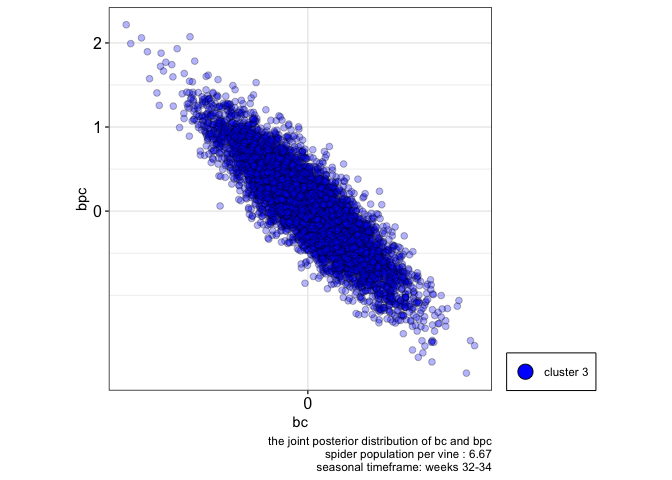 2
1
0
bpc
0
bc
cluster 3
the joint posterior distribution of bc and bpc
spider population per vine : 6.67
seasonal timeframe: weeks 32-34